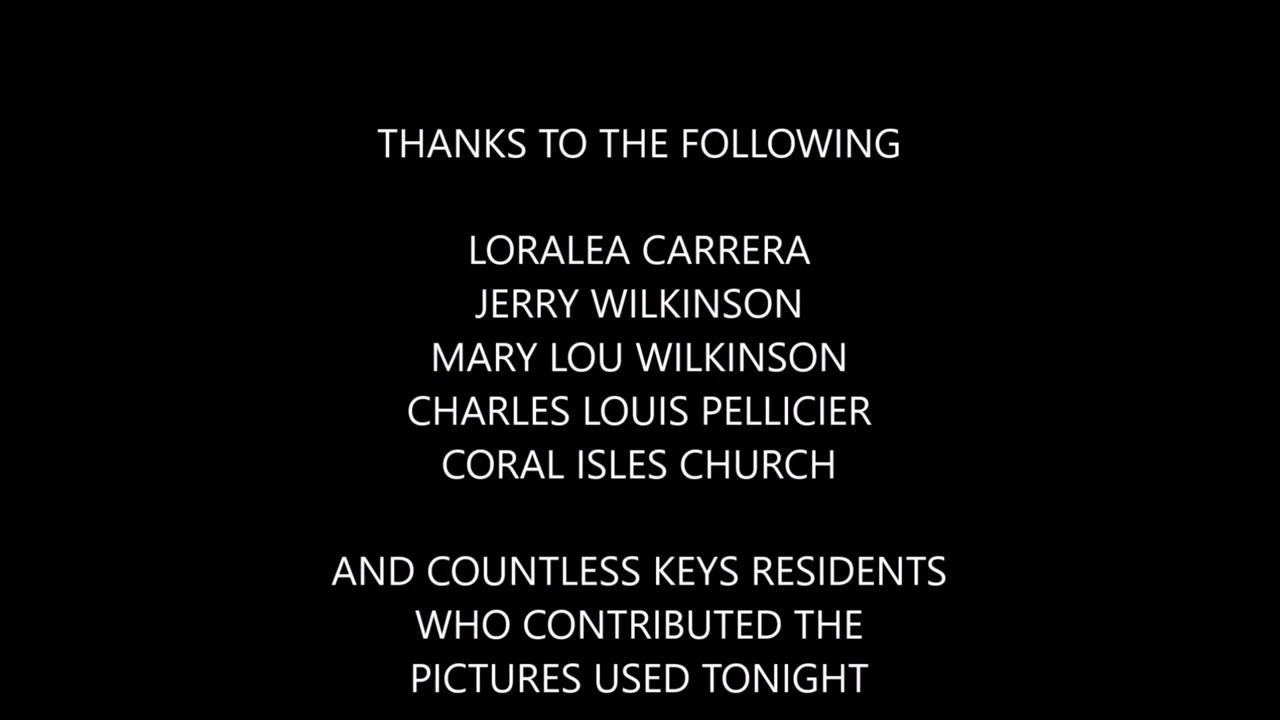 THANKS TO THE FOLLOWING
LORALEA CARRERA
JERRY WILKINSON
MARY LOU WILKINSON
CHARLES LOUIS PELLICIER
CORAL ISLES CHURCH
AND COUNTLESS KEYS RESIDENTS
WHO CONTRIBUTED THE
PICTURES USED TONIGHT